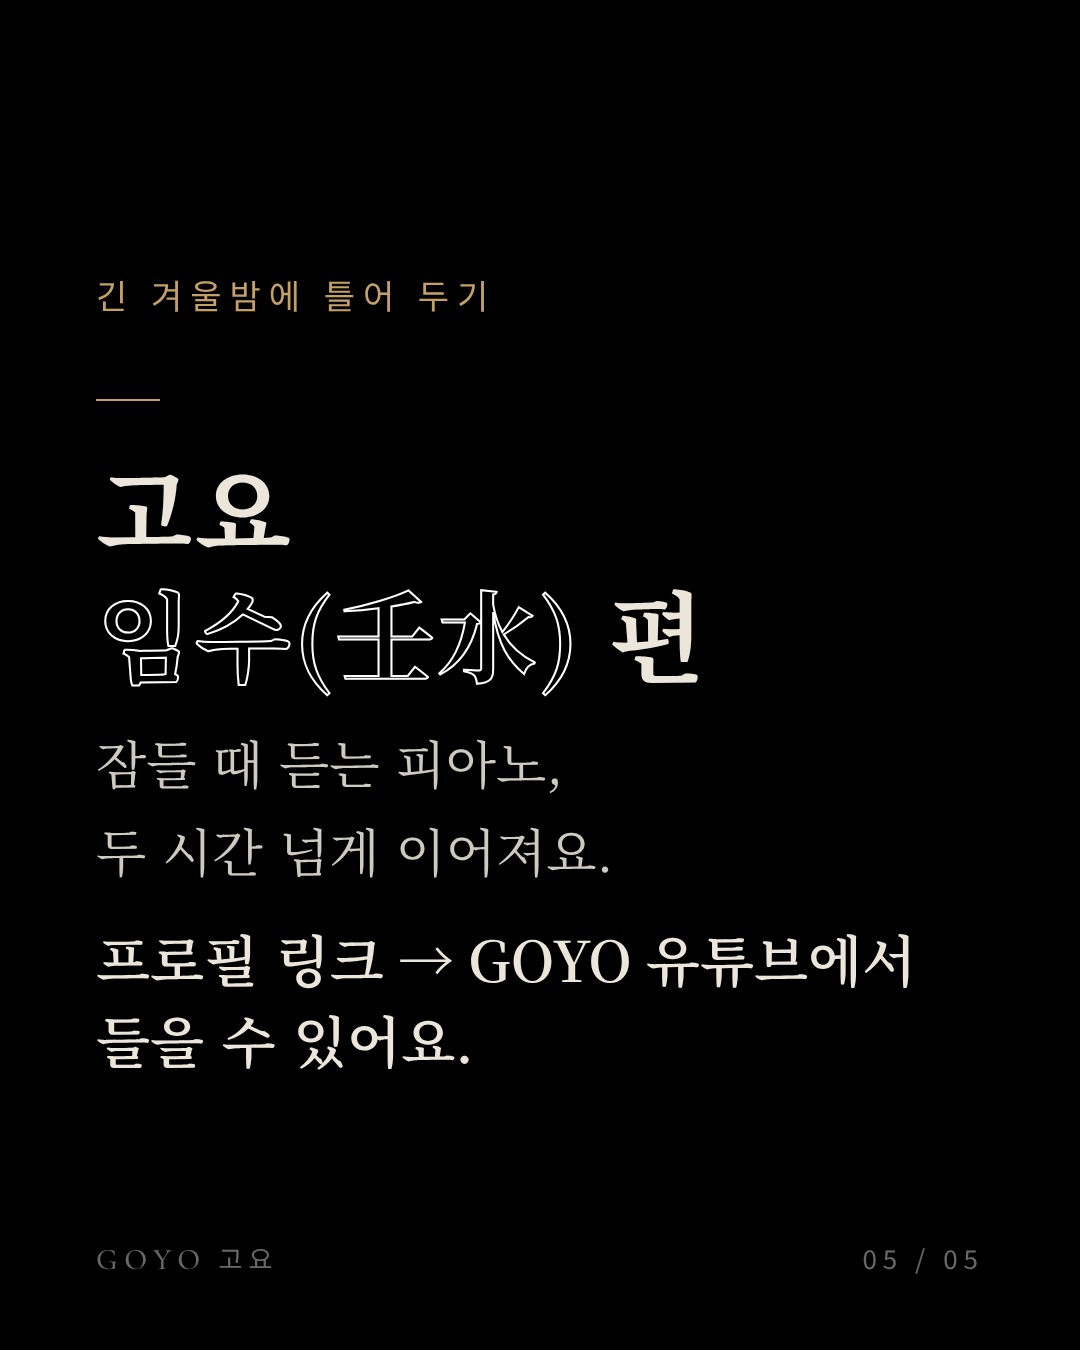 긴 겨울밤에 틀어 두기
고요
임수(壬水) 편
잠들 때 듣는 피아노,
두 시간 넘게 이어져요.
프로필 링크 → GOYO 유튜브에서
들을 수 있어요.
GOYO 고요
05 / 05